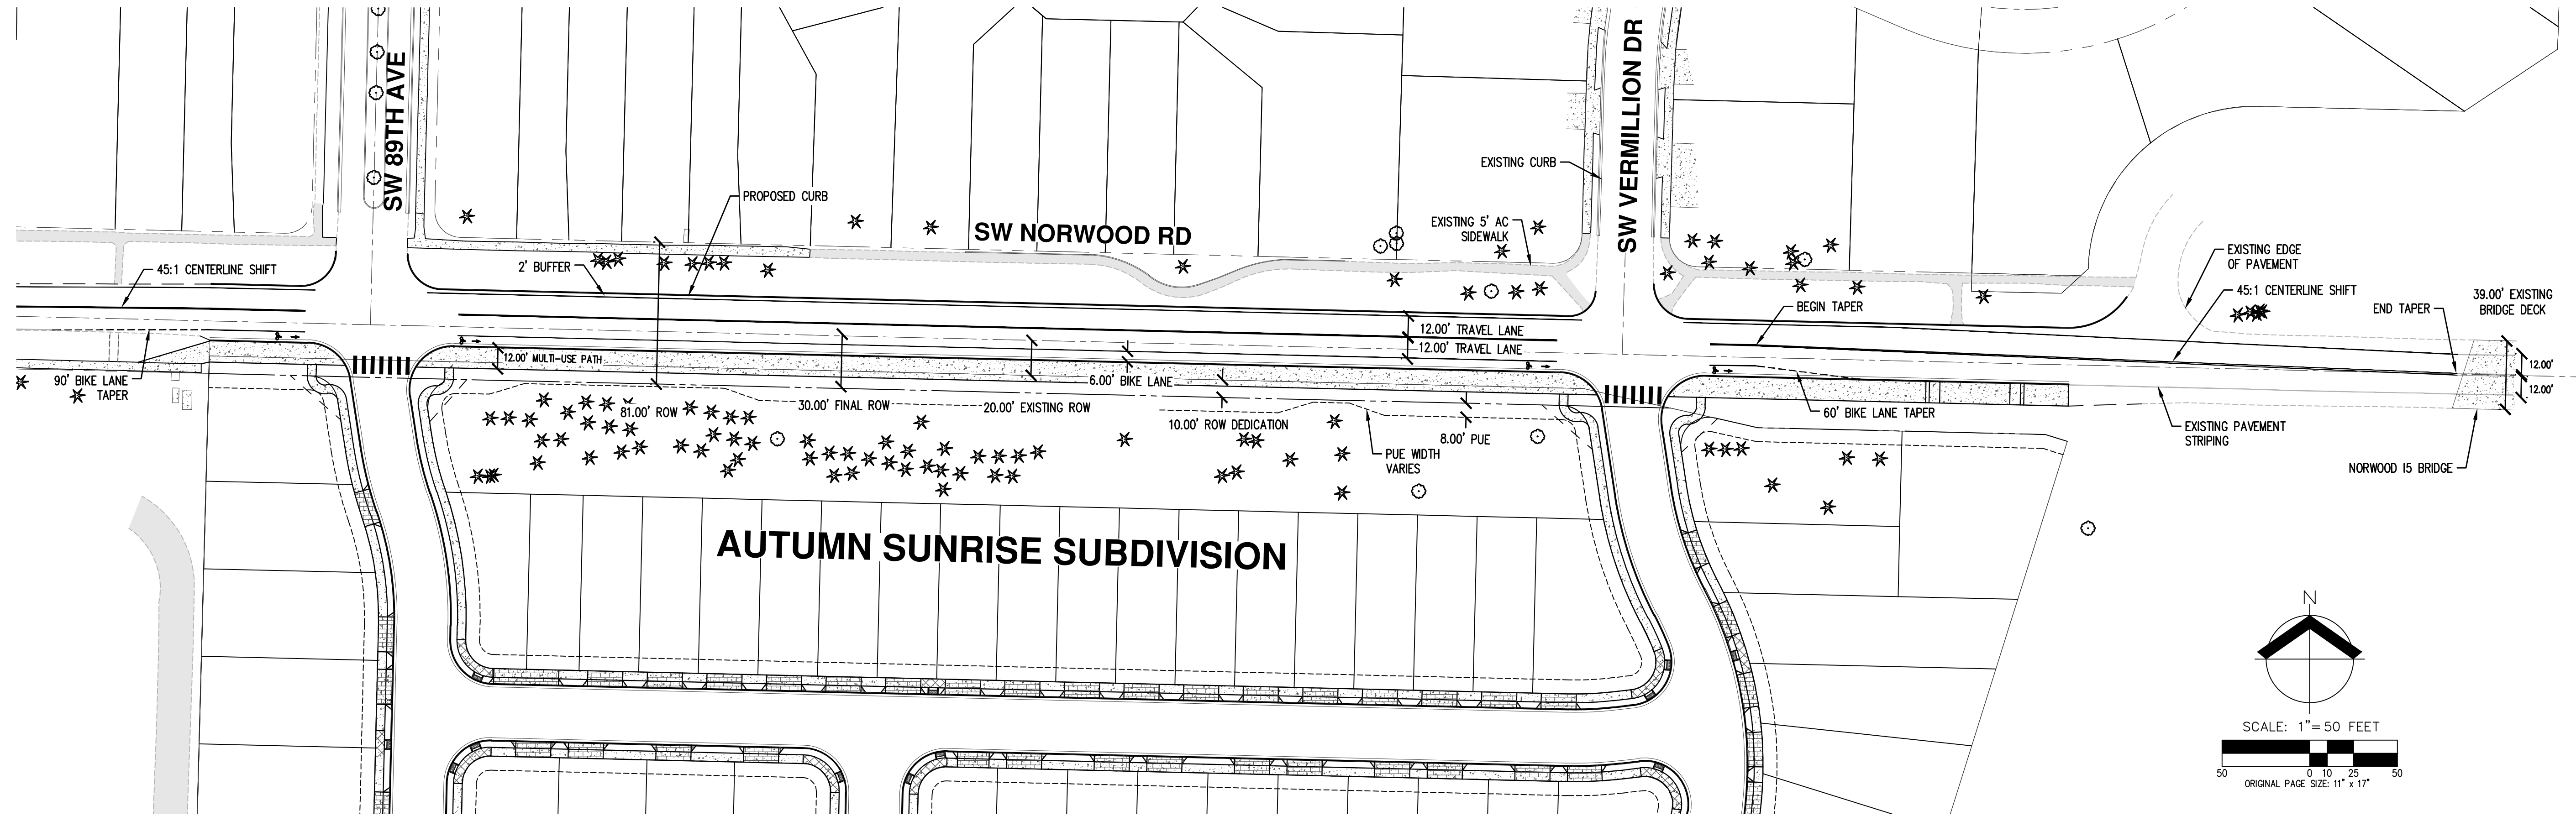 SW 89TH AVE
SW VERMILLION DR
PROPOSED CURB
EXISTING CURB
SW NORWOOD RD
EXISTING 5' AC
SIDEWALK
45:1 CENTERLINE SHIFT
2' BUFFER
EXISTING EDGE
OF PAVEMENT
45:1 CENTERLINE SHIFT
39.00' EXISTING
BRIDGE DECK
BEGIN TAPER
END TAPER
12.00' TRAVEL LANE
12.00' TRAVEL LANE
12.00' MULTI-USE PATH
12.00'
12.00'
90' BIKE LANE
TAPER
6.00' BIKE LANE
81.00' ROW
30.00' FINAL ROW
20.00' EXISTING ROW
10.00' ROW DEDICATION
8.00' PUE
60' BIKE LANE TAPER
EXISTING PAVEMENT
STRIPING
PUE WIDTH
VARIES
NORWOOD I5 BRIDGE
AUTUMN SUNRISE SUBDIVISION
N
SCALE: 1"=50 FEET
50 0 10 25 50
ORIGINAL PAGE SIZE: 11" x 17"